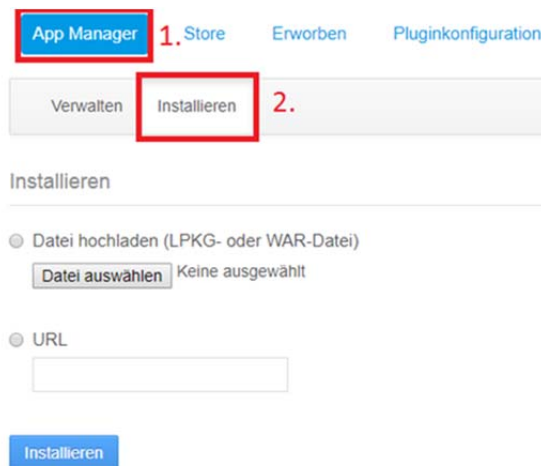 App Manager 1. Store Erworben Pluginkonfiguration
Verwalten Installieren 2.
Installieren
Datei hochladen (LPKG- oder WAR-Datei)
Datei auswählen Keine ausgewählt
URL
Installieren